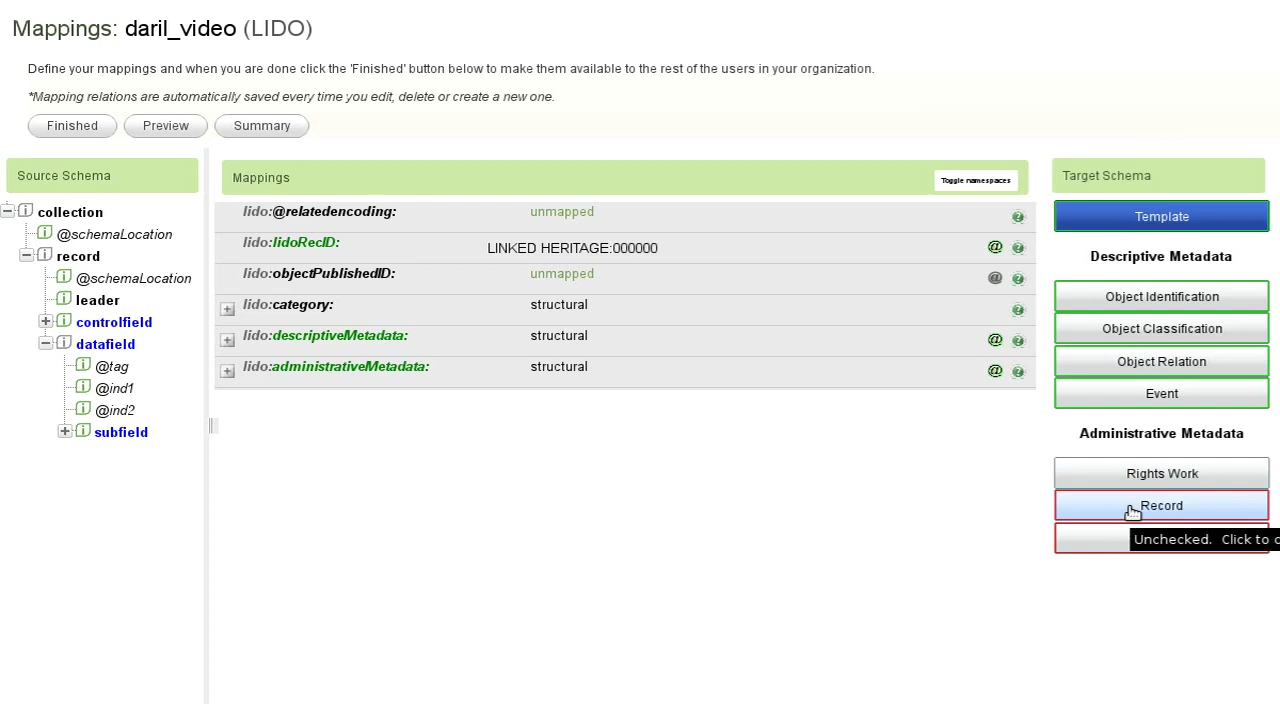 Mappings: daril_video (LIDO)
Define your mappings and when you are done click the 'Finished' button below to make them available to the rest of the users in your organization.
*Mapping relations are automatically saved every time you edit, delete or create a new one.
Finished Preview Summary
Source Schema
collection
@schemaLocation
record
@schemaLocation
leader
controlfield
datafield
@tag
@ind1
@ind2
subfield
Mappings Toggle namespaces
lido:@relatedencoding: unmapped
lido:lidoRecID: LINKED HERITAGE:000000
lido:objectPublishedID: unmapped
lido:category: structural
lido:descriptiveMetadata: structural
lido:administrativeMetadata: structural
Target Schema
Template
Descriptive Metadata
Object Identification
Object Classification
Object Relation
Event
Administrative Metadata
Rights Work
Record
Unchecked. Click to